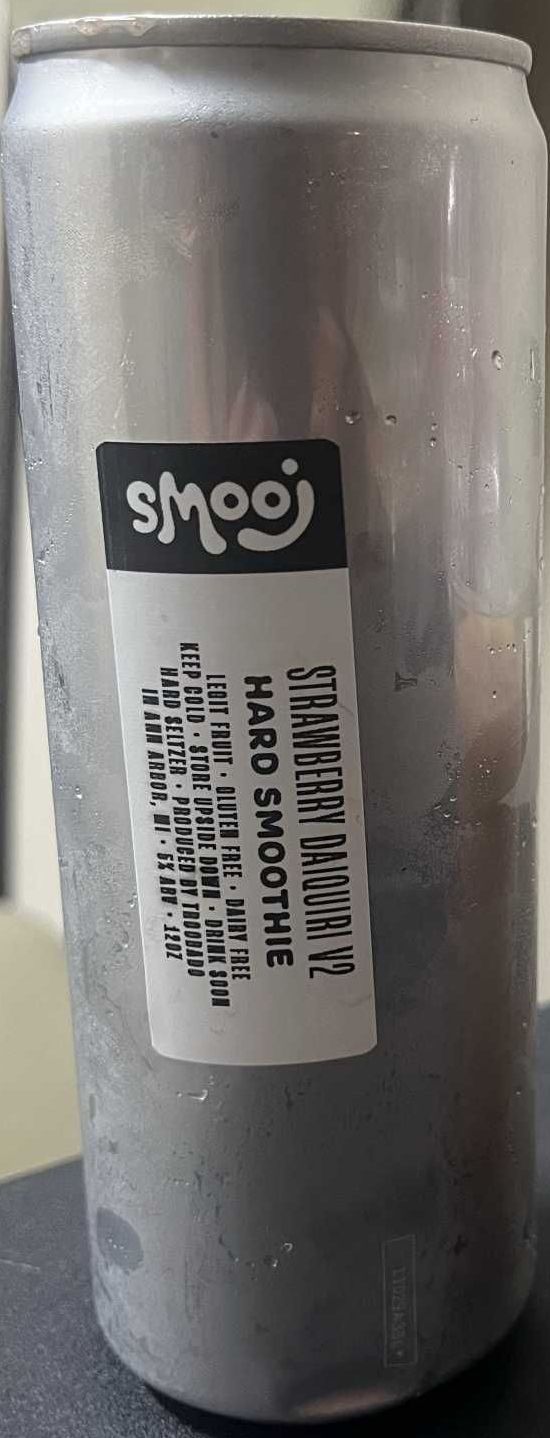 smooj
STRAWBERRY DAIQUIRI V2
HARD SMOOTHIE
LEGIT FRUIT · GLUTEN FREE · DAIRY FREE
KEEP COLD · STORE UPSIDE DOWN · DRINK SOON
HARD SELTZER · PRODUCED BY TROOBADO
IN ANN ARBOR, MI · 5% ABV · 12OZ